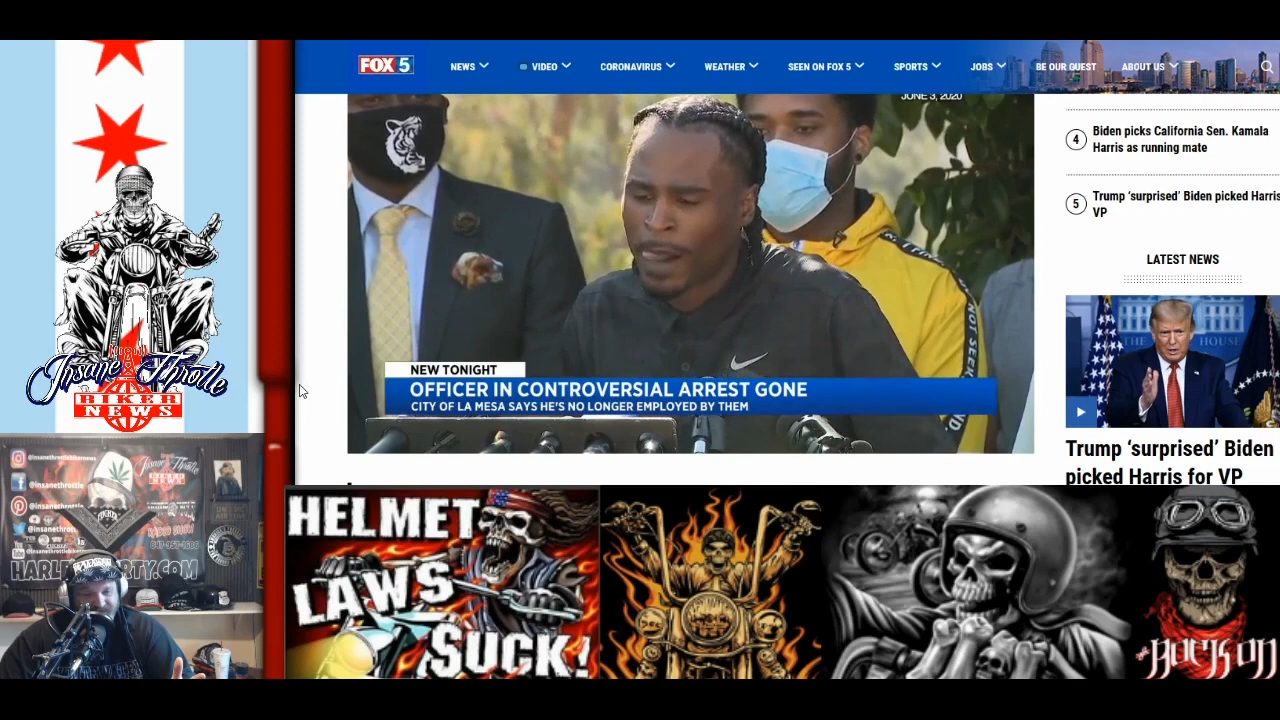 FOX 5
NEWS
VIDEO
CORONAVIRUS
WEATHER
SEEN ON FOX 5
SPORTS
JOBS
BE OUR GUEST
ABOUT US
JUNE 3, 2020
4
Biden picks California Sen. Kamala
Harris as running mate
5
Trump ‘surprised’ Biden picked Harris
VP
LATEST NEWS
Trump ‘surprised’ Biden
picked Harris for VP
NEW TONIGHT
OFFICER IN CONTROVERSIAL ARREST GONE
CITY OF LA MESA SAYS HE'S NO LONGER EMPLOYED BY THEM
Insane Throttle
BIKER
NEWS
@insanethrottlebikernews
@insanethrottle
HELMET
LAWS
SUCK!